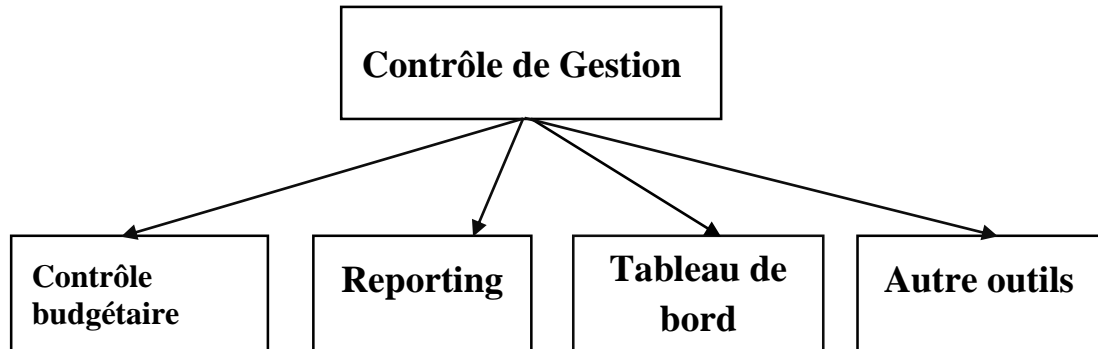 Contrôle de Gestion
Contrôle
budgétaire
Reporting
Tableau de
bord
Autre outils